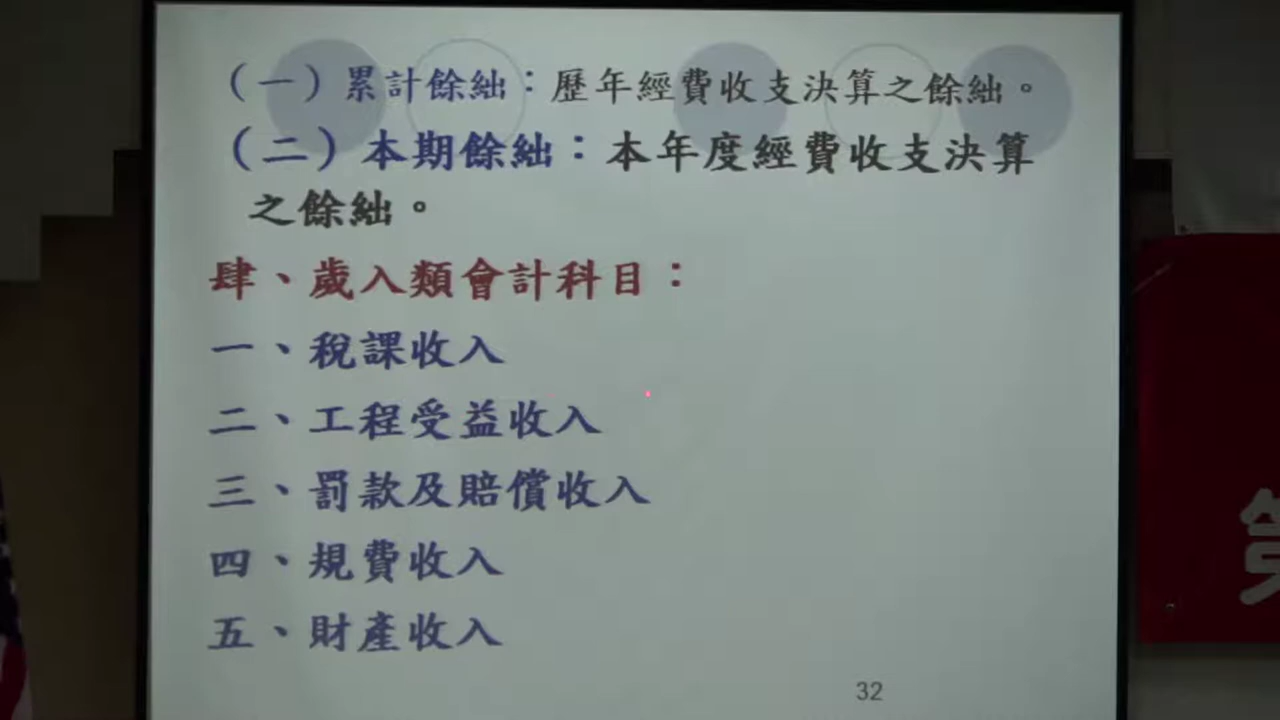 (一)累計餘絀：歷年經費收支決算之餘絀。
(二)本期餘絀：本年度經費收支決算
之餘絀。
肆、歲入類會計科目：
一、稅課收入
二、工程受益收入
三、罰款及賠償收入
四、規費收入
五、財產收入
32
第